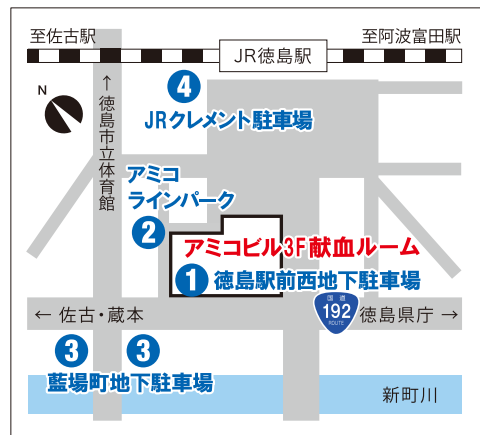 至佐古駅
至阿波富田駅
JR徳島駅
N
4
JRクレメント駐車場
↑徳島市立体育館
アミコ
ラインパーク
2
アミコビル3F献血ルーム
1 徳島駅前西地下駐車場
国道
192
ROUTE
← 佐古・蔵本
徳島県庁 →
3 3
藍場町地下駐車場
新町川